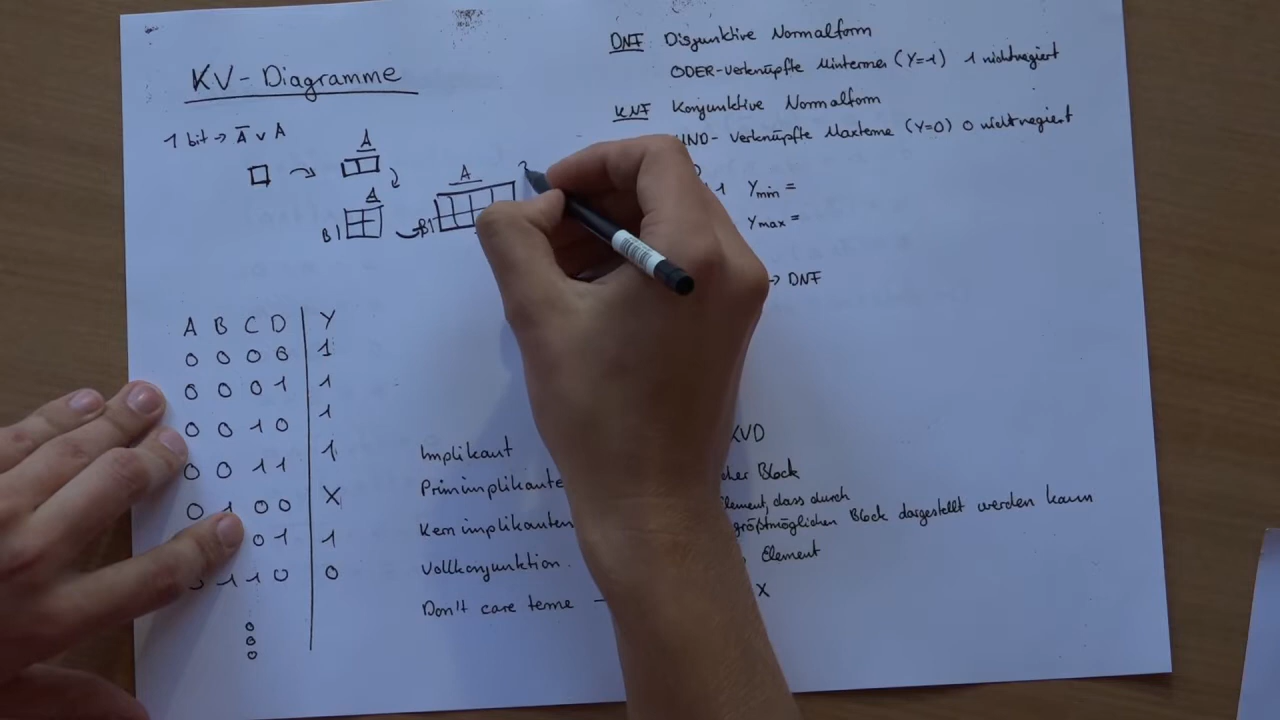 KV-Diagramme
1 bit → A̅ v A
A
A
B
A
B
DNF Disjunktive Normalform
ODER-verknüpfte Minterme (Y=1) 1 nichtnegiert
KNF Konjunktive Normalform
UND- verknüpfte Maxterme (Y=0) 0 nichtnegiert
1 Ymin =
Ymax =
→ DNF
A B C D Y
0 0 0 0 1
0 0 0 1 1
0 0 1 0 1
0 0 1 1 1
0 1 0 0 X
0 1 1
1 1 0 0
Implikant
KVD
Primimplikante
Block
Kernimplikanten
dass durch
größtmöglichen Block dargestellt werden kann
Vollkonjunktion
Element
Don't care terme –
X